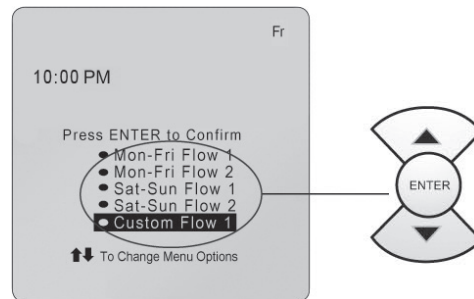 Fr
10:00 PM
Press ENTER to Confirm
Mon-Fri Flow 1
Mon-Fri Flow 2
Sat-Sun Flow 1
Sat-Sun Flow 2
Custom Flow 1
To Change Menu Options
ENTER